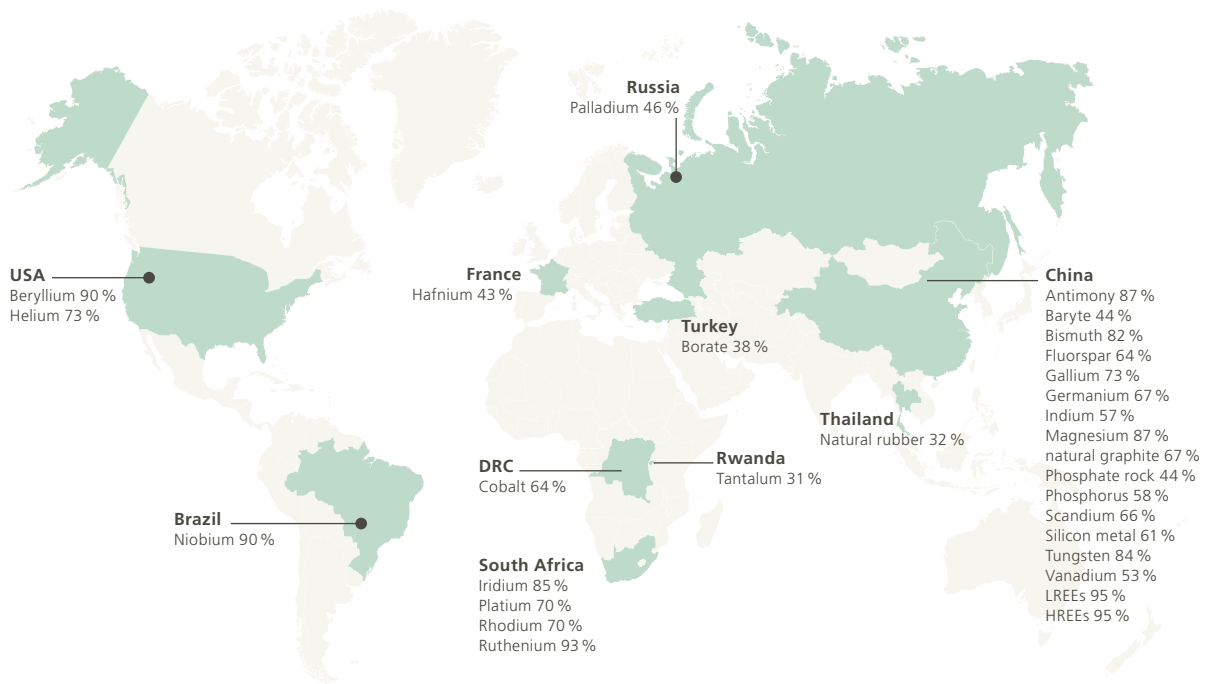 Russia
Palladium 46 %
USA
Beryllium 90 %
Helium 73 %
France
Hafnium 43 %
Turkey
Borate 38 %
China
Antimony 87 %
Baryte 44 %
Bismuth 82 %
Fluorspar 64 %
Gallium 73 %
Germanium 67 %
Indium 57 %
Magnesium 87 %
natural graphite 67 %
Phosphate rock 44 %
Phosphorus 58 %
Scandium 66 %
Silicon metal 61 %
Tungsten 84 %
Vanadium 53 %
LREEs 95 %
HREEs 95 %
Thailand
Natural rubber 32 %
DRC
Cobalt 64 %
Rwanda
Tantalum 31 %
Brazil
Niobium 90 %
South Africa
Iridium 85 %
Platium 70 %
Rhodium 70 %
Ruthenium 93 %